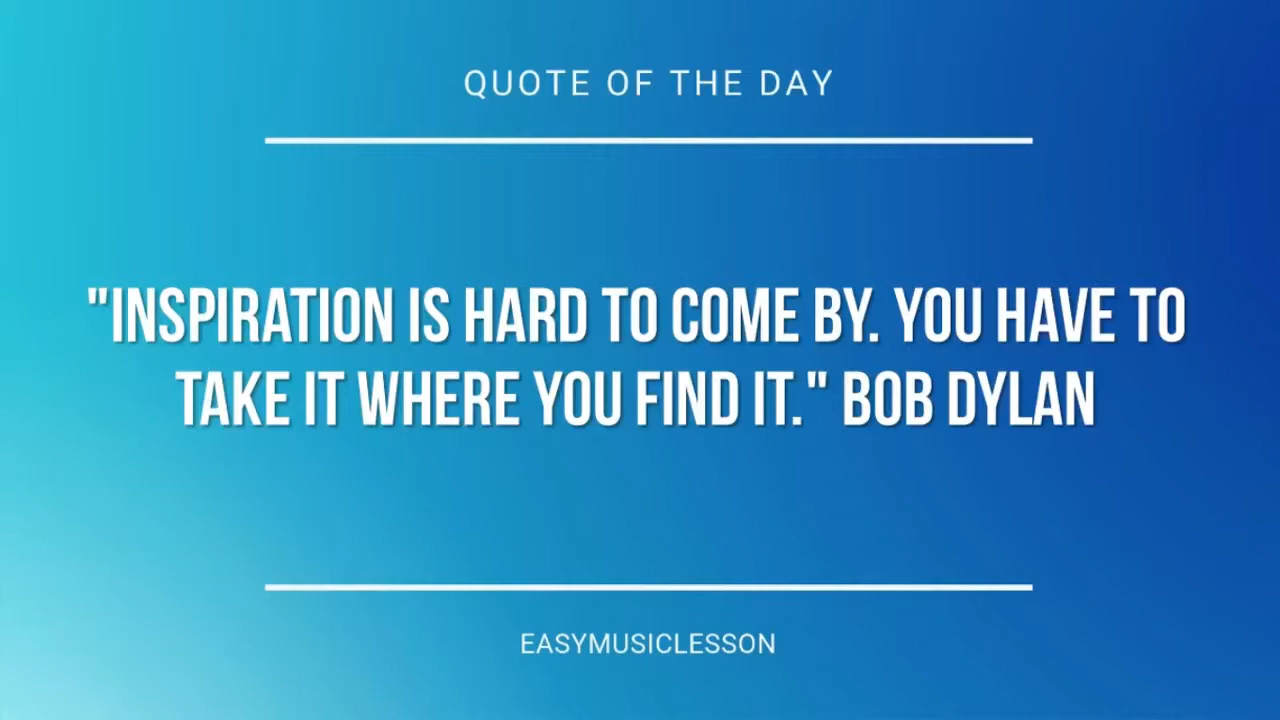 QUOTE OF THE DAY
"INSPIRATION IS HARD TO COME BY. YOU HAVE TO
TAKE IT WHERE YOU FIND IT." BOB DYLAN
EASYMUSICLESSON